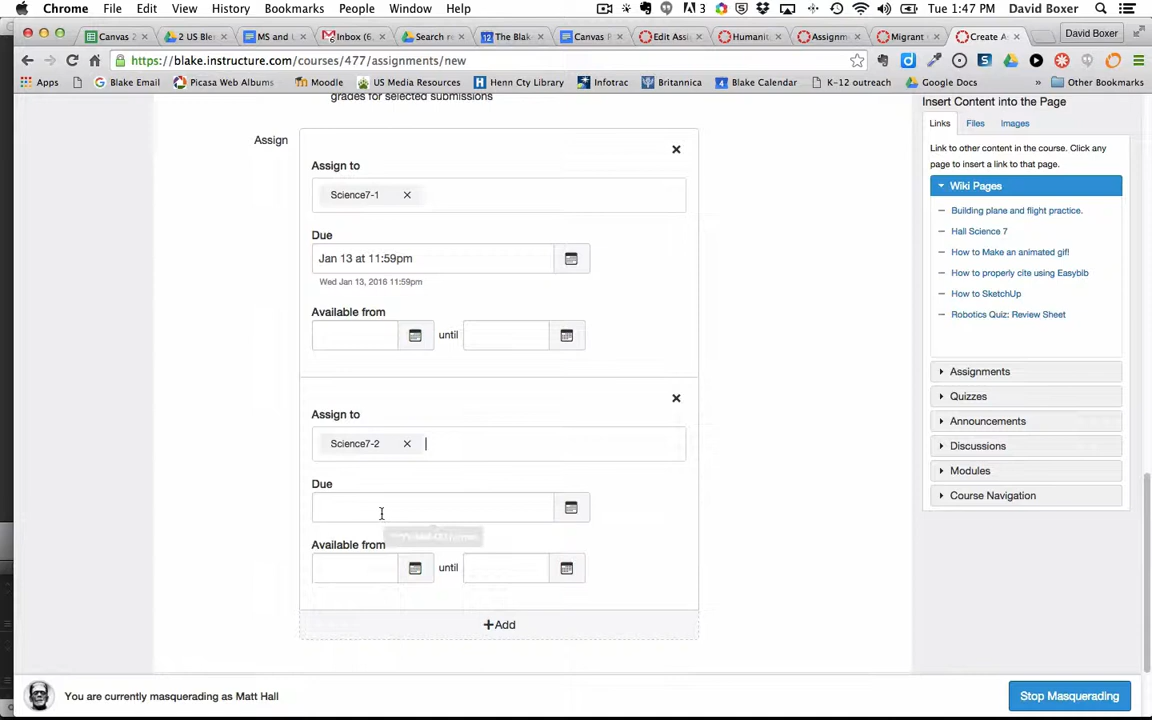 Chrome File Edit View History Bookmarks People Window Help 3 Tue 1:47 PM David Boxer
Canvas 2 2 US Ble MS and Inbox (6, Search re The Blak Canvas P Edit Assi Humanit Assignm Migrant Create A David Boxer
https://blake.instructure.com/courses/477/assignments/new
Apps Blake Email Picasa Web Albums Moodle US Media Resources Henn Cty Library Infotrac Britannica Blake Calendar K-12 outreach Google Docs » Other Bookmarks
grades for selected submissions
Insert Content into the Page
Links Files Images
Link to other content in the course. Click any
page to insert a link to that page.
Wiki Pages
Building plane and flight practice.
Hall Science 7
How to Make an animated gif!
How to properly cite using Easybib
How to SketchUp
Robotics Quiz: Review Sheet
Assignments
Quizzes
Announcements
Discussions
Modules
Course Navigation
Assign
Assign to
Science7-1
Due
Jan 13 at 11:59pm
Wed Jan 13, 2016 11:59pm
Available from
until
Assign to
Science7-2
Due
Available from
until
+Add
You are currently masquerading as Matt Hall
Stop Masquerading